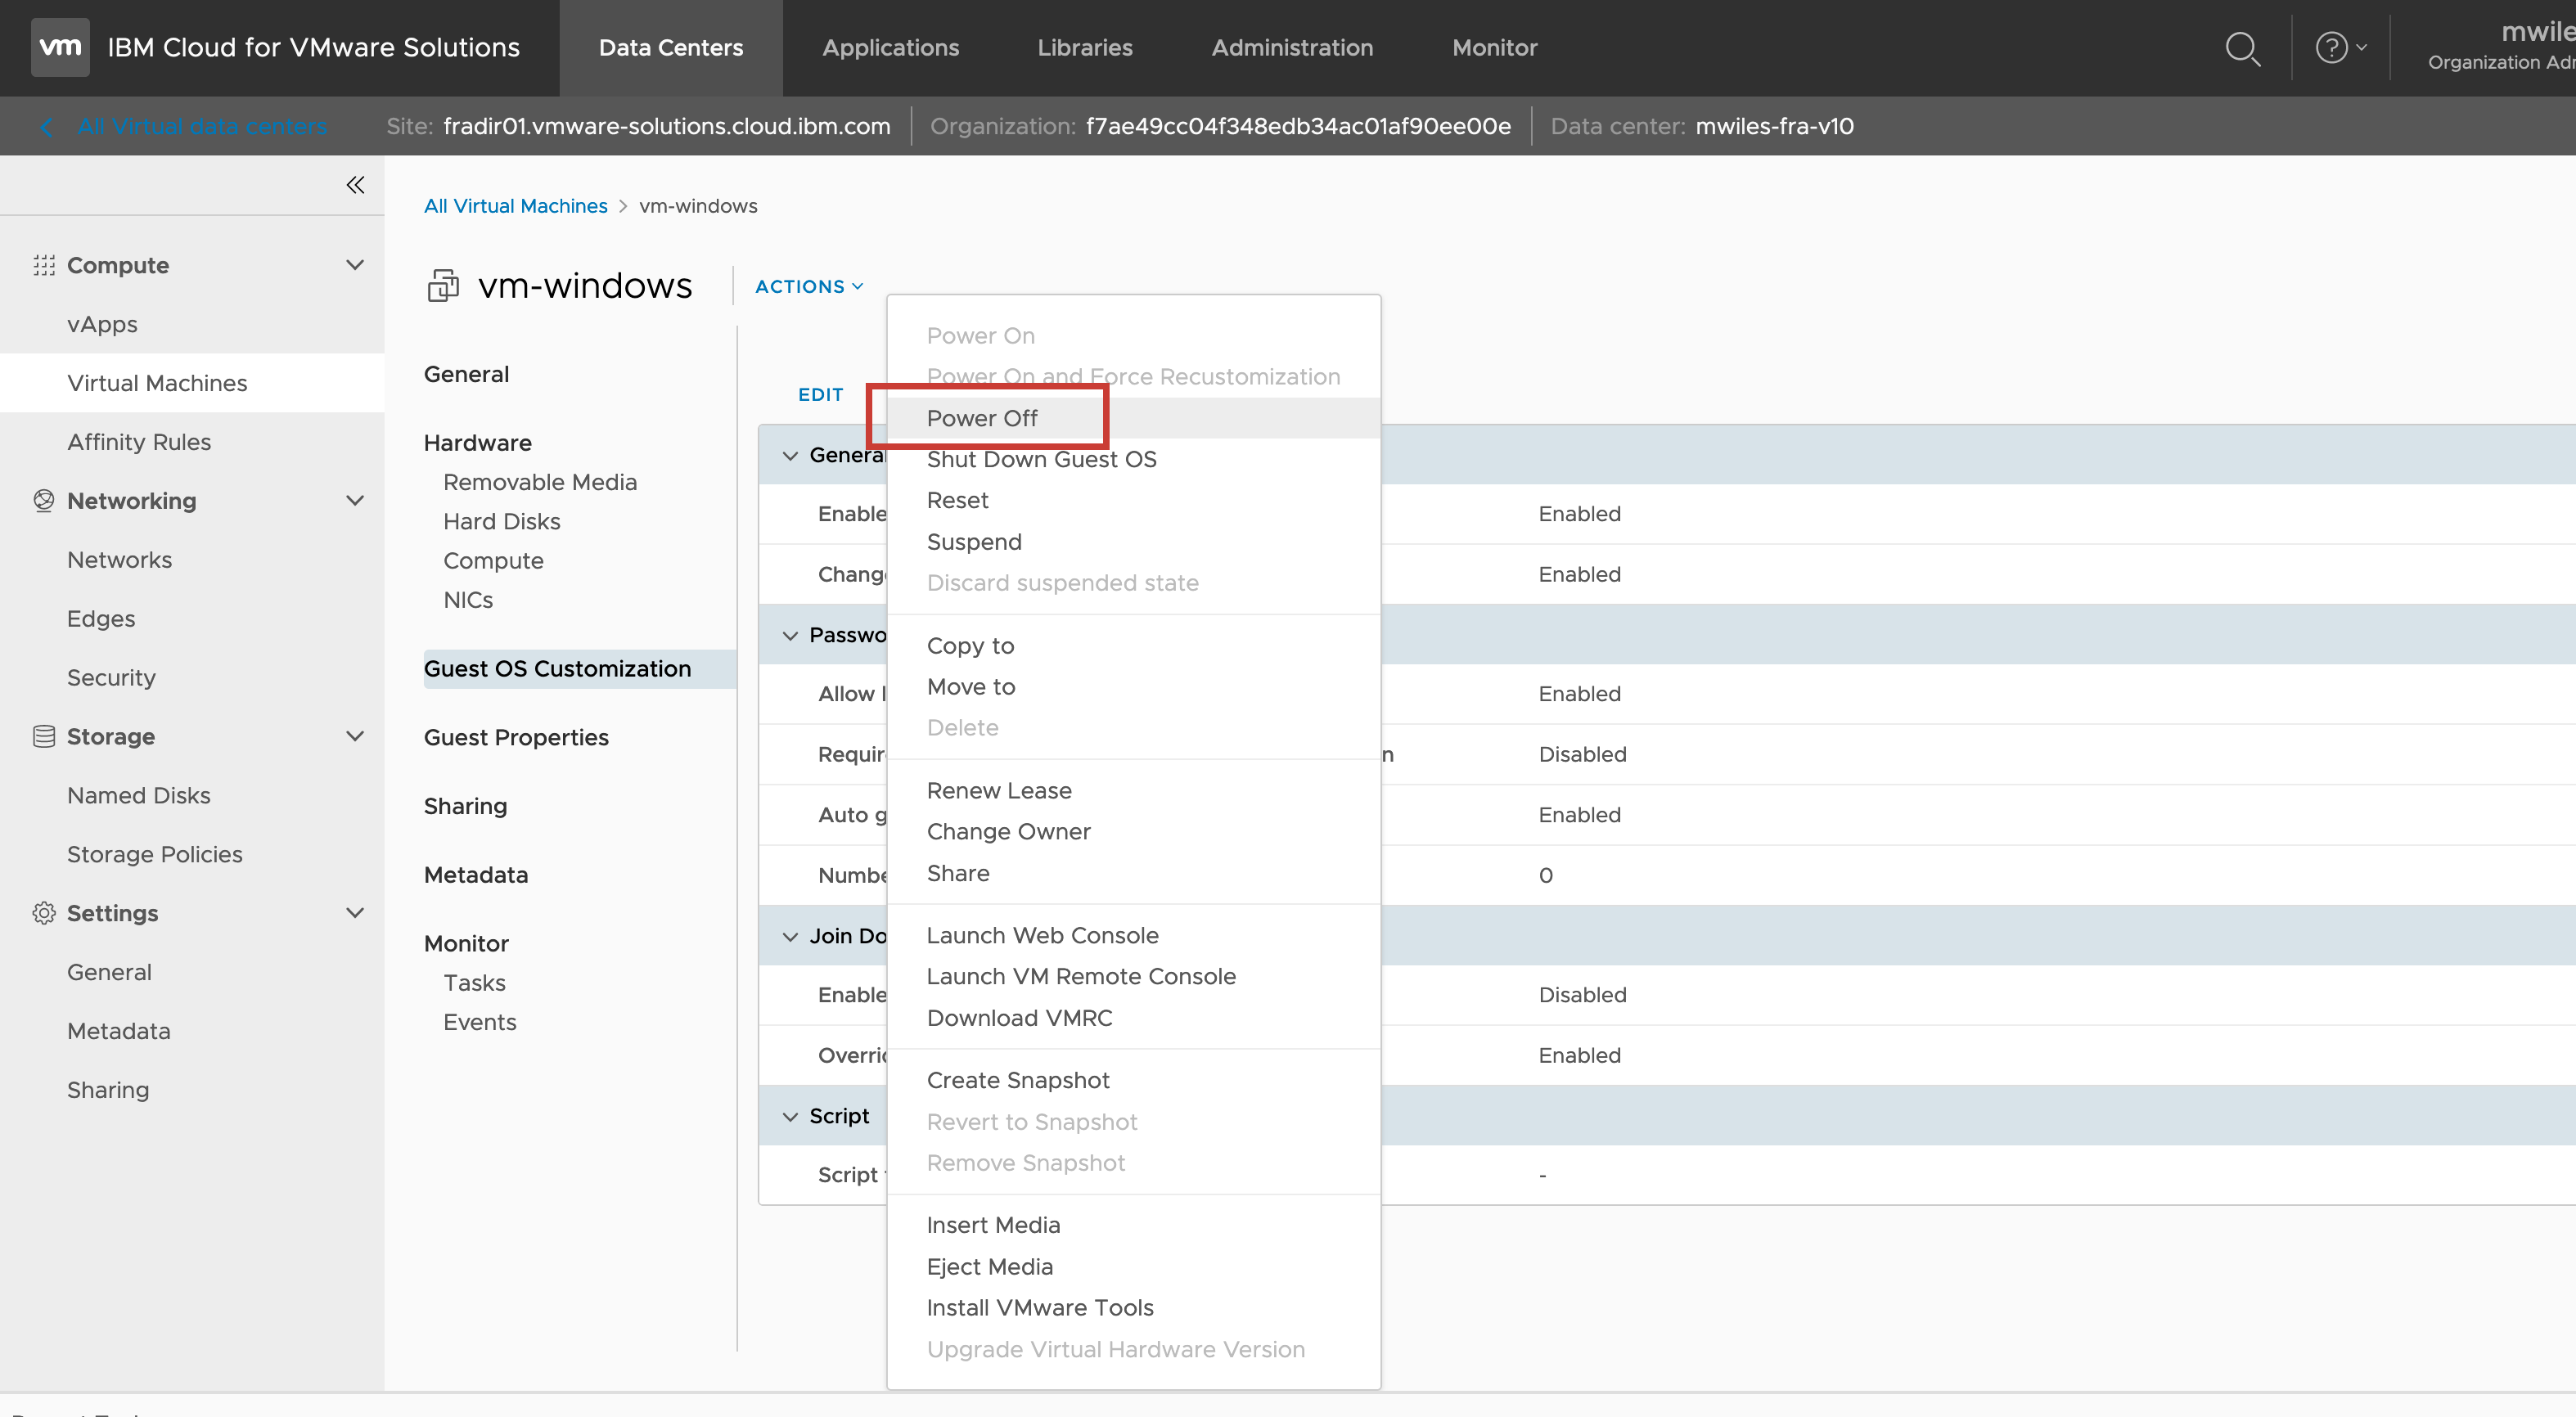 vm IBM Cloud for VMware Solutions Data Centers Applications Libraries Administration Monitor
mwiles
Organization Adm
All Virtual data centers Site: fradir01.vmware-solutions.cloud.ibm.com Organization: f7ae49cc04f348edb34ac01af90ee00e Data center: mwiles-fra-v10
Compute
vApps
Virtual Machines
Affinity Rules
Networking
Networks
Edges
Security
Storage
Named Disks
Storage Policies
Settings
General
Metadata
Sharing
All Virtual Machines > vm-windows
vm-windows ACTIONS
General
Hardware
Removable Media
Hard Disks
Compute
NICs
Guest OS Customization
Guest Properties
Sharing
Metadata
Monitor
Tasks
Events
EDIT
Power On
Power On and Force Recustomization
Power Off
Shut Down Guest OS
Reset
Suspend
Discard suspended state
Copy to
Move to
Delete
Renew Lease
Change Owner
Share
Launch Web Console
Launch VM Remote Console
Download VMRC
Create Snapshot
Revert to Snapshot
Remove Snapshot
Insert Media
Eject Media
Install VMware Tools
Upgrade Virtual Hardware Version
General
Enable Enabled
Chang Enabled
Passwo
Allow Enabled
Requir n Disabled
Auto g Enabled
Numbe 0
Join Do
Enable Disabled
Overri Enabled
Script
Script -